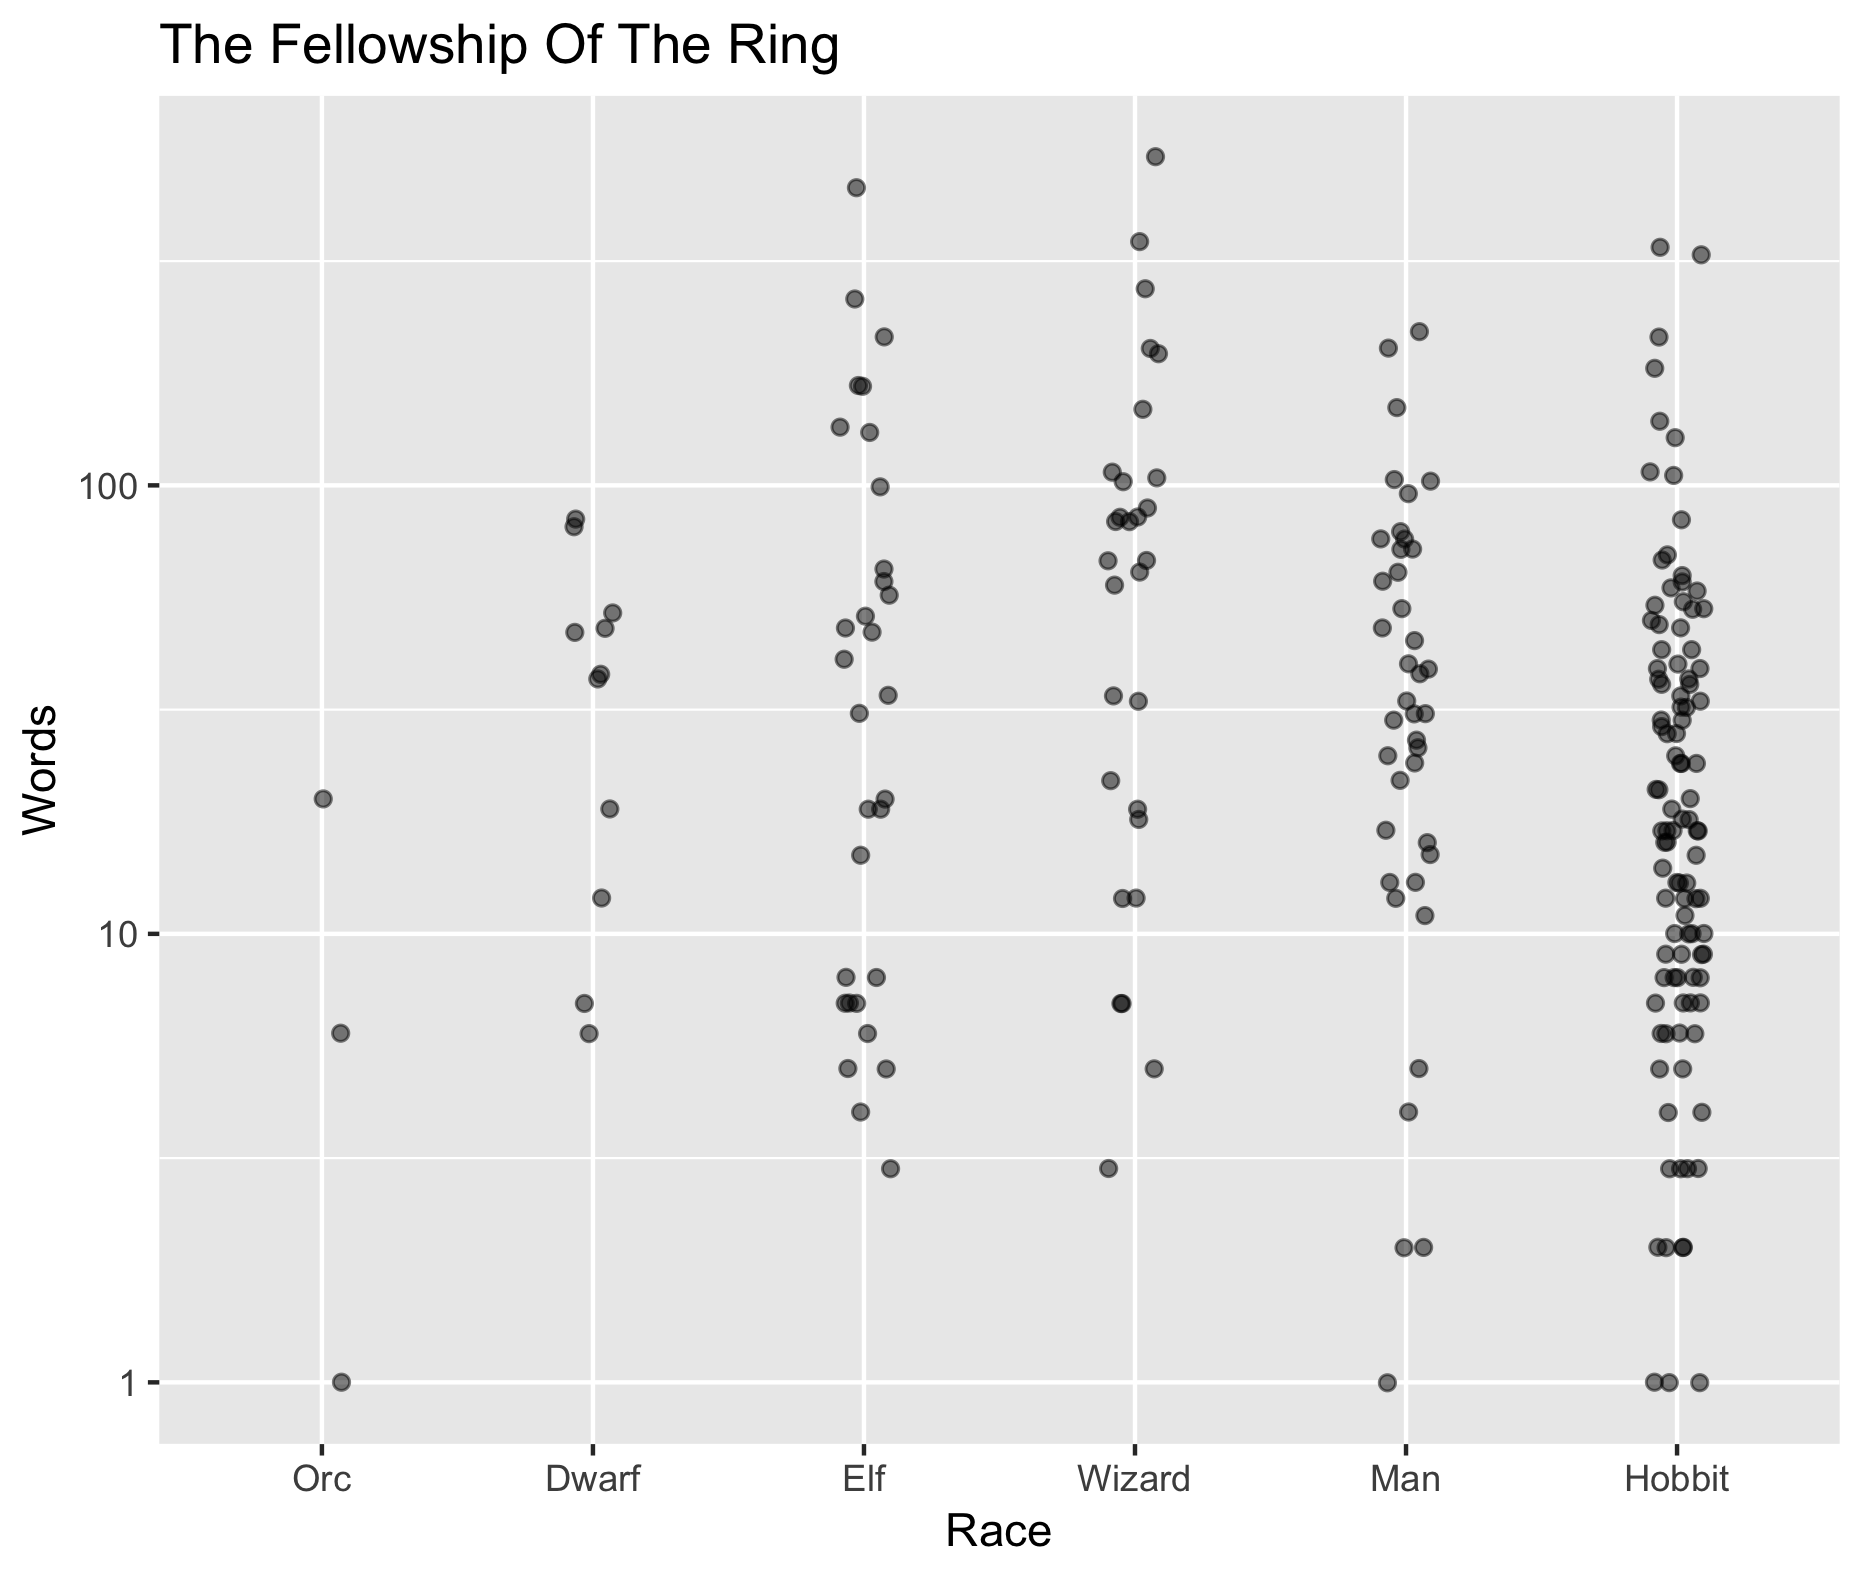 The Fellowship Of The Ring
Words
100
10
1
Orc Dwarf Elf Wizard Man Hobbit
Race